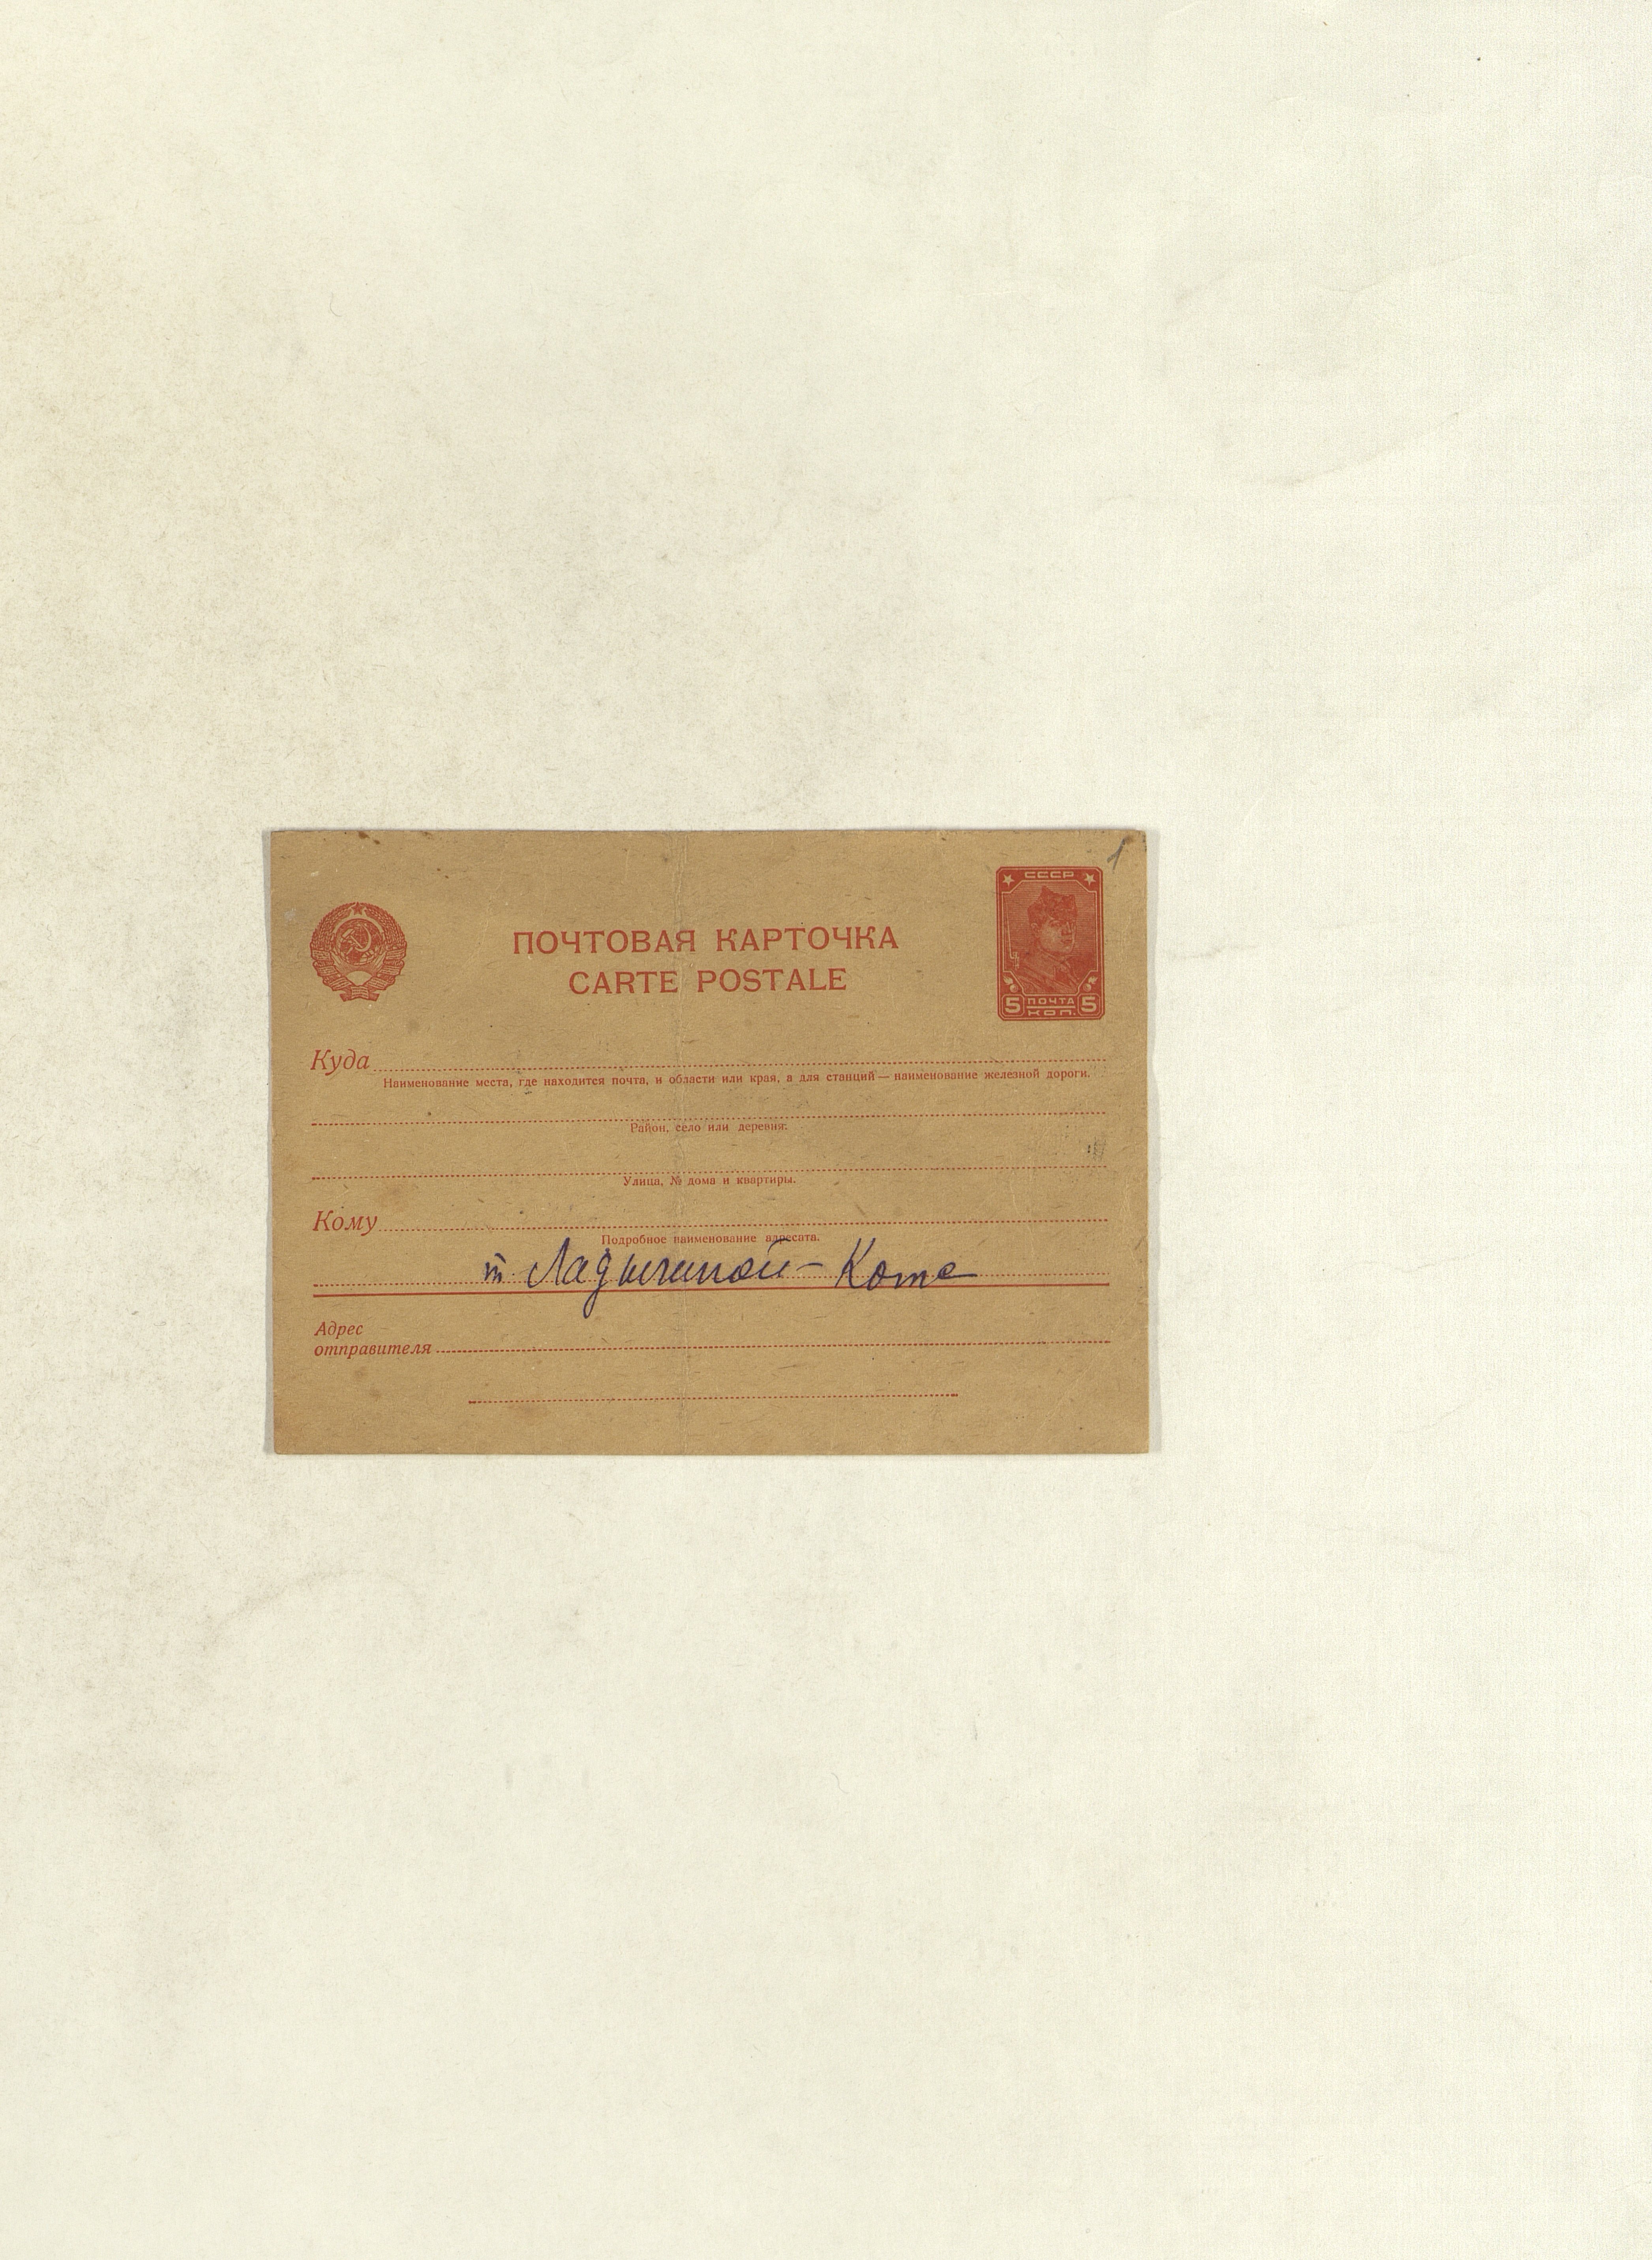 1
СССР
ПОЧТОВАЯ КАРТОЧКА
CARTE POSTALE
5 ПОЧТА КОП. 5
Куда
Наименование места, где находится почта, и области или края, а для станций — наименование железной дороги.
Район, село или деревня.
Улица, № дома и квартиры.
Кому
Подробное наименование адресата.
т. Ладыгиной-
Адрес
отправителя